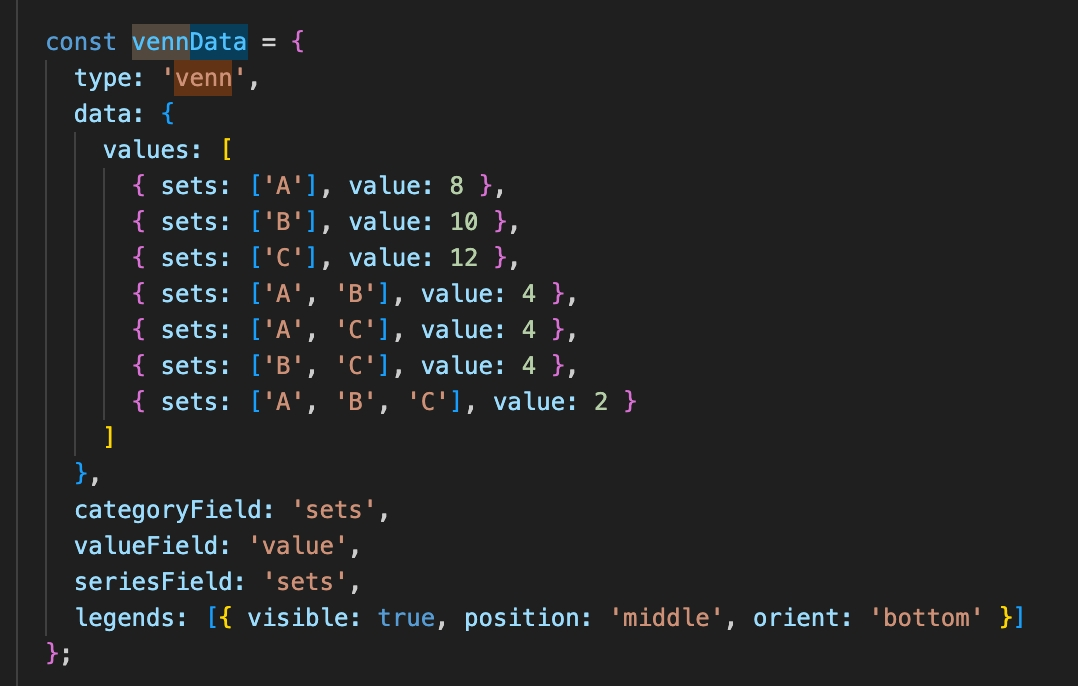 const vennData = {
type: 'venn',
data: {
values: [
{ sets: ['A'], value: 8 },
{ sets: ['B'], value: 10 },
{ sets: ['C'], value: 12 },
{ sets: ['A', 'B'], value: 4 },
{ sets: ['A', 'C'], value: 4 },
{ sets: ['B', 'C'], value: 4 },
{ sets: ['A', 'B', 'C'], value: 2 }
]
},
categoryField: 'sets',
valueField: 'value',
seriesField: 'sets',
legends: [{ visible: true, position: 'middle', orient: 'bottom' }]
};